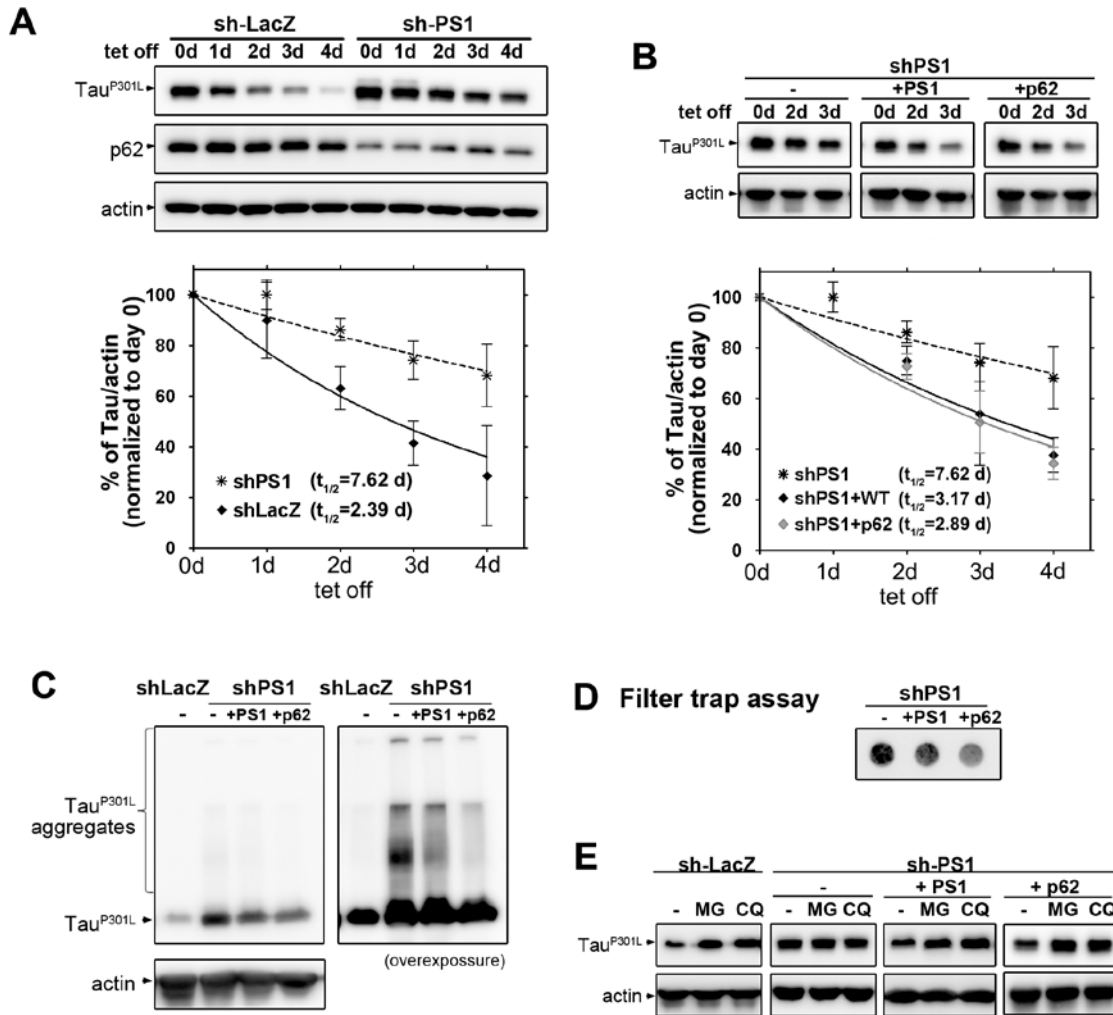 A
sh-LacZ sh-PS1
tet off 0d 1d 2d 3d 4d 0d 1d 2d 3d 4d
Tau^P301L
p62
actin
% of Tau/actin
(normalized to day 0)
100
80
60
40
20
0
shPS1 (t1/2=7.62 d)
shLacZ (t1/2=2.39 d)
0d 1d 2d 3d 4d
tet off
B
shPS1
- +PS1 +p62
tet off 0d 2d 3d 0d 2d 3d 0d 2d 3d
Tau^P301L
actin
% of Tau/actin
(normalized to day 0)
100
80
60
40
20
0
shPS1 (t1/2=7.62 d)
shPS1+WT (t1/2=3.17 d)
shPS1+p62 (t1/2=2.89 d)
0d 1d 2d 3d 4d
tet off
C
shLacZ shPS1 shLacZ shPS1
- - +PS1 +p62 - - +PS1 +p62
Tau^P301L
aggregates
Tau^P301L
(overexpossure)
actin
D Filter trap assay
shPS1
- +PS1 +p62
E
sh-LacZ sh-PS1
- + PS1 + p62
- MG CQ - MG CQ - MG CQ - MG CQ
Tau^P301L
actin